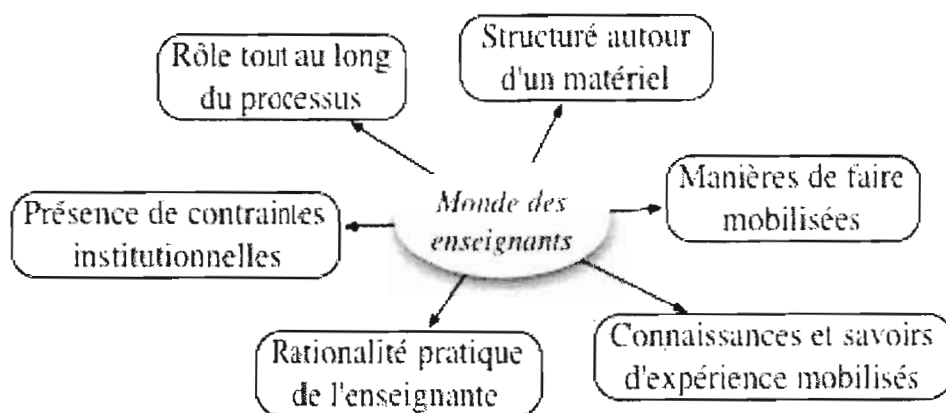 Rôle tout au long
du processus
Structuré autour
d'un matériel
Présence de contraintes
institutionnelles
Monde des
enseignants
Manières de faire
mobilisées
Rationalité pratique
de l'enseignante
Connaissances et savoirs
d'expérience mobilisés